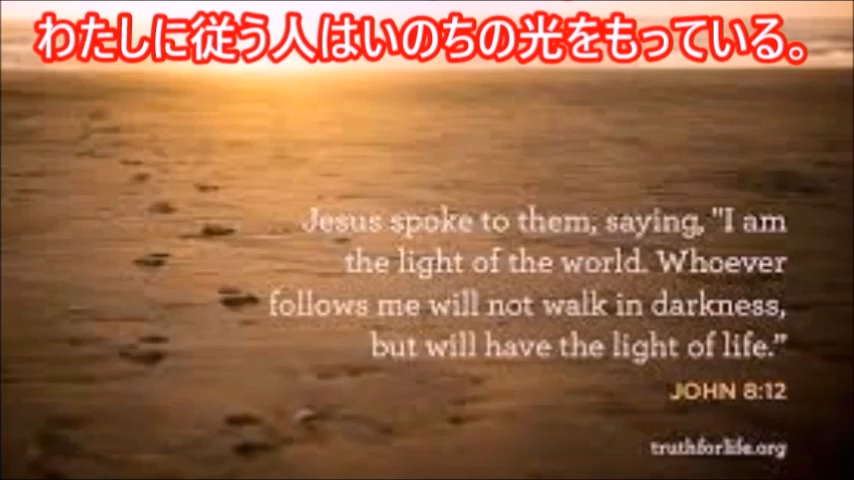 わたしに従う人はいのちの光をもっている。
Jesus spoke to them, saying, "I am
the light of the world. Whoever
follows me will not walk in darkness,
but will have the light of life.”
JOHN 8:12
truthforlife.org